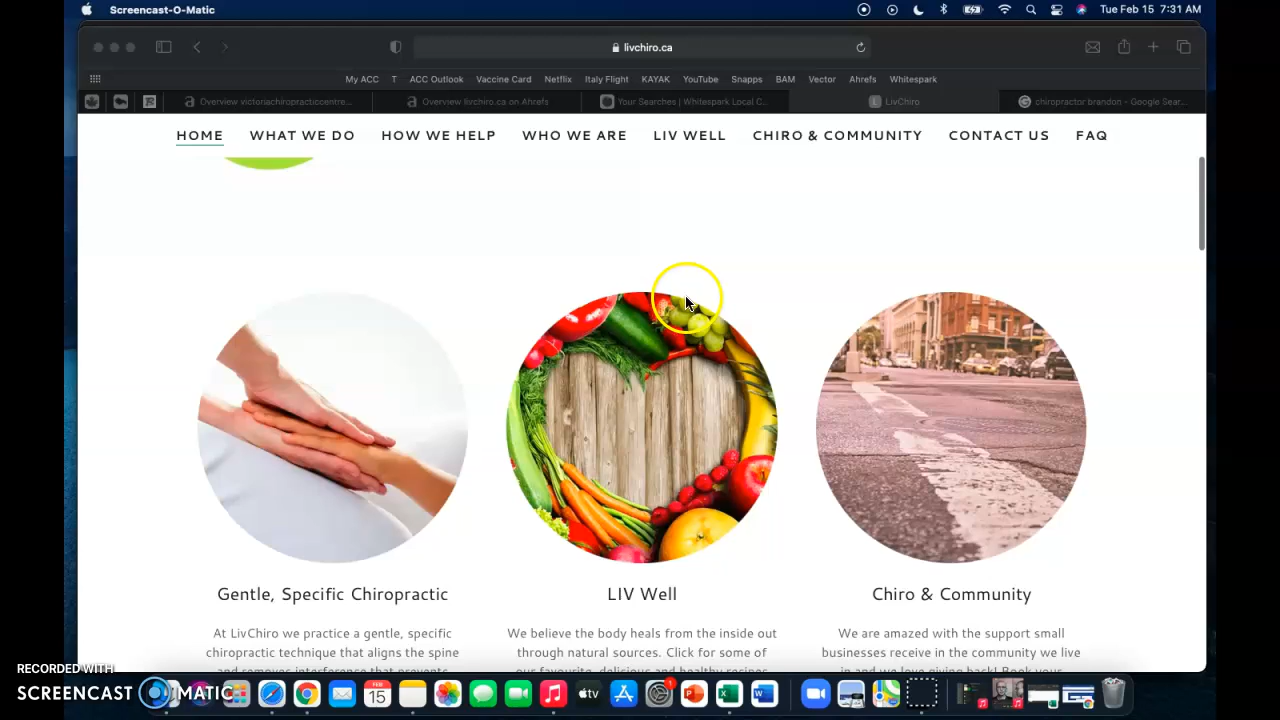 Screencast-O-Matic
Tue Feb 15 7:31 AM
livchiro.ca
My ACC T ACC Outlook Vaccine Card Netflix Italy Flight KAYAK YouTube Snapps BAM Vector Ahrefs Whitespark
Overview victoriachiropracticcentre... Overview livchiro.ca on Ahrefs Your Searches | Whitespark Local C... LivChiro chiropractor brandon - Google Sear...
HOME WHAT WE DO HOW WE HELP WHO WE ARE LIV WELL CHIRO & COMMUNITY CONTACT US FAQ
Gentle, Specific Chiropractic
At LivChiro we practice a gentle, specific
chiropractic technique that aligns the spine
and removes interference that prevents
LIV Well
We believe the body heals from the inside out
through natural sources. Click for some of
our favourite, delicious and healthy recipes
Chiro & Community
We are amazed with the support small
businesses receive in the community we live
in and we love giving back! Book your
RECORDED WITH
SCREENCAST MATIC
15
tv
1